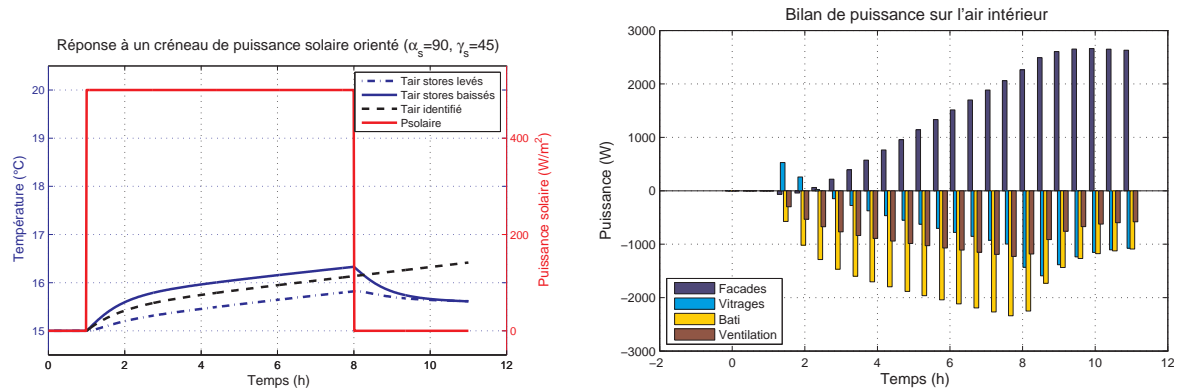 Réponse à un créneau de puissance solaire orienté (αs=90, γs=45)
Tair stores levés
Tair stores baissés
Tair identifié
Psolaire
20
19
18
17
16
15
Température (°C)
400
200
0
Puissance solaire (W/m²)
0 2 4 6 8 10 12
Temps (h)
Bilan de puissance sur l'air intérieur
3000
2000
1000
0
−1000
−2000
−3000
Puissance (W)
Facades
Vitrages
Bati
Ventilation
−2 0 2 4 6 8 10 12
Temps (h)